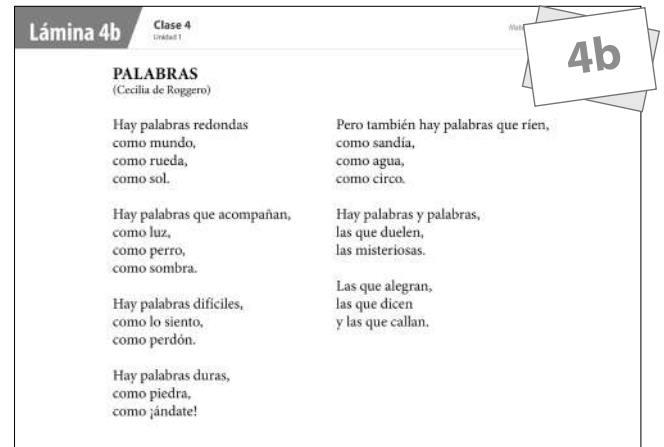 Lámina 4b
Clase 4
Unidad 1
4b
PALABRAS
(Cecilia de Roggero)
Hay palabras redondas
como mundo,
como rueda,
como sol.
Hay palabras que acompañan,
como luz,
como perro,
como sombra.
Hay palabras difíciles,
como lo siento,
como perdón.
Hay palabras duras,
como piedra,
como ¡ándate!
Pero también hay palabras que ríen,
como sandía,
como agua,
como circo.
Hay palabras y palabras,
las que duelen,
las misteriosas.
Las que alegran,
las que dicen
y las que callan.